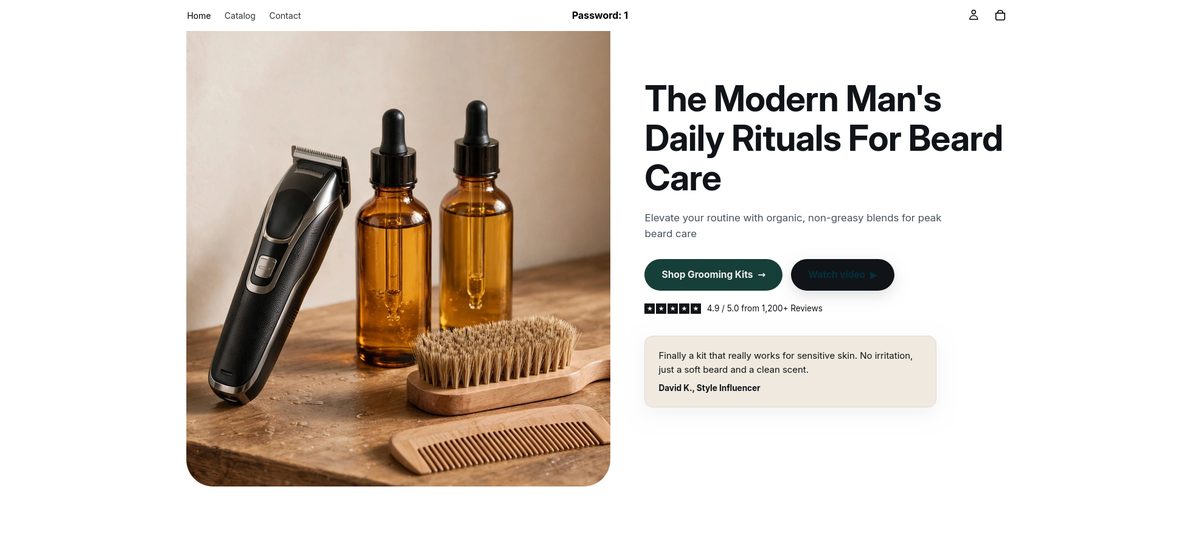 Home Catalog Contact
Password: 1
The Modern Man's
Daily Rituals For Beard
Care
Elevate your routine with organic, non-greasy blends for peak
beard care
Shop Grooming Kits →
Watch video ▶
★★★★★ 4.9 / 5.0 from 1,200+ Reviews
Finally a kit that really works for sensitive skin. No irritation,
just a soft beard and a clean scent.
David K., Style Influencer